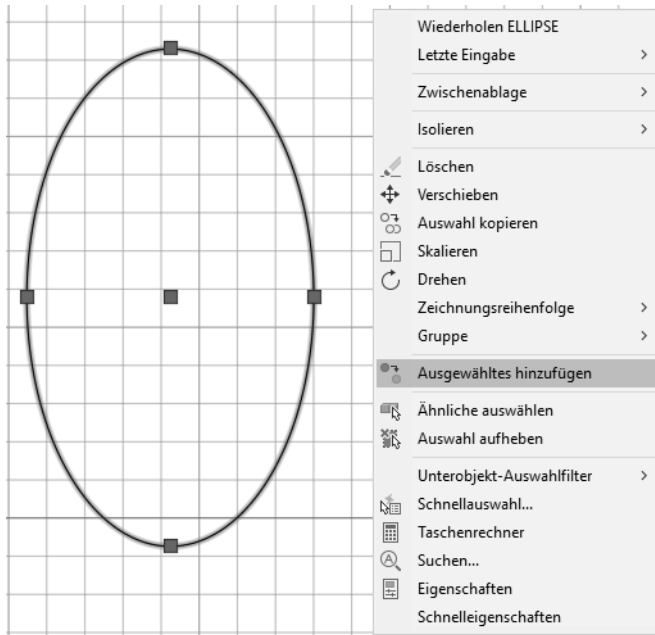 Wiederholen ELLIPSE
Letzte Eingabe
Zwischenablage
Isolieren
Löschen
Verschieben
Auswahl kopieren
Skalieren
Drehen
Zeichnungsreihenfolge
Gruppe
Ausgewähltes hinzufügen
Ähnliche auswählen
Auswahl aufheben
Unterobjekt-Auswahlfilter
Schnellauswahl...
Taschenrechner
Suchen...
Eigenschaften
Schnelleigenschaften